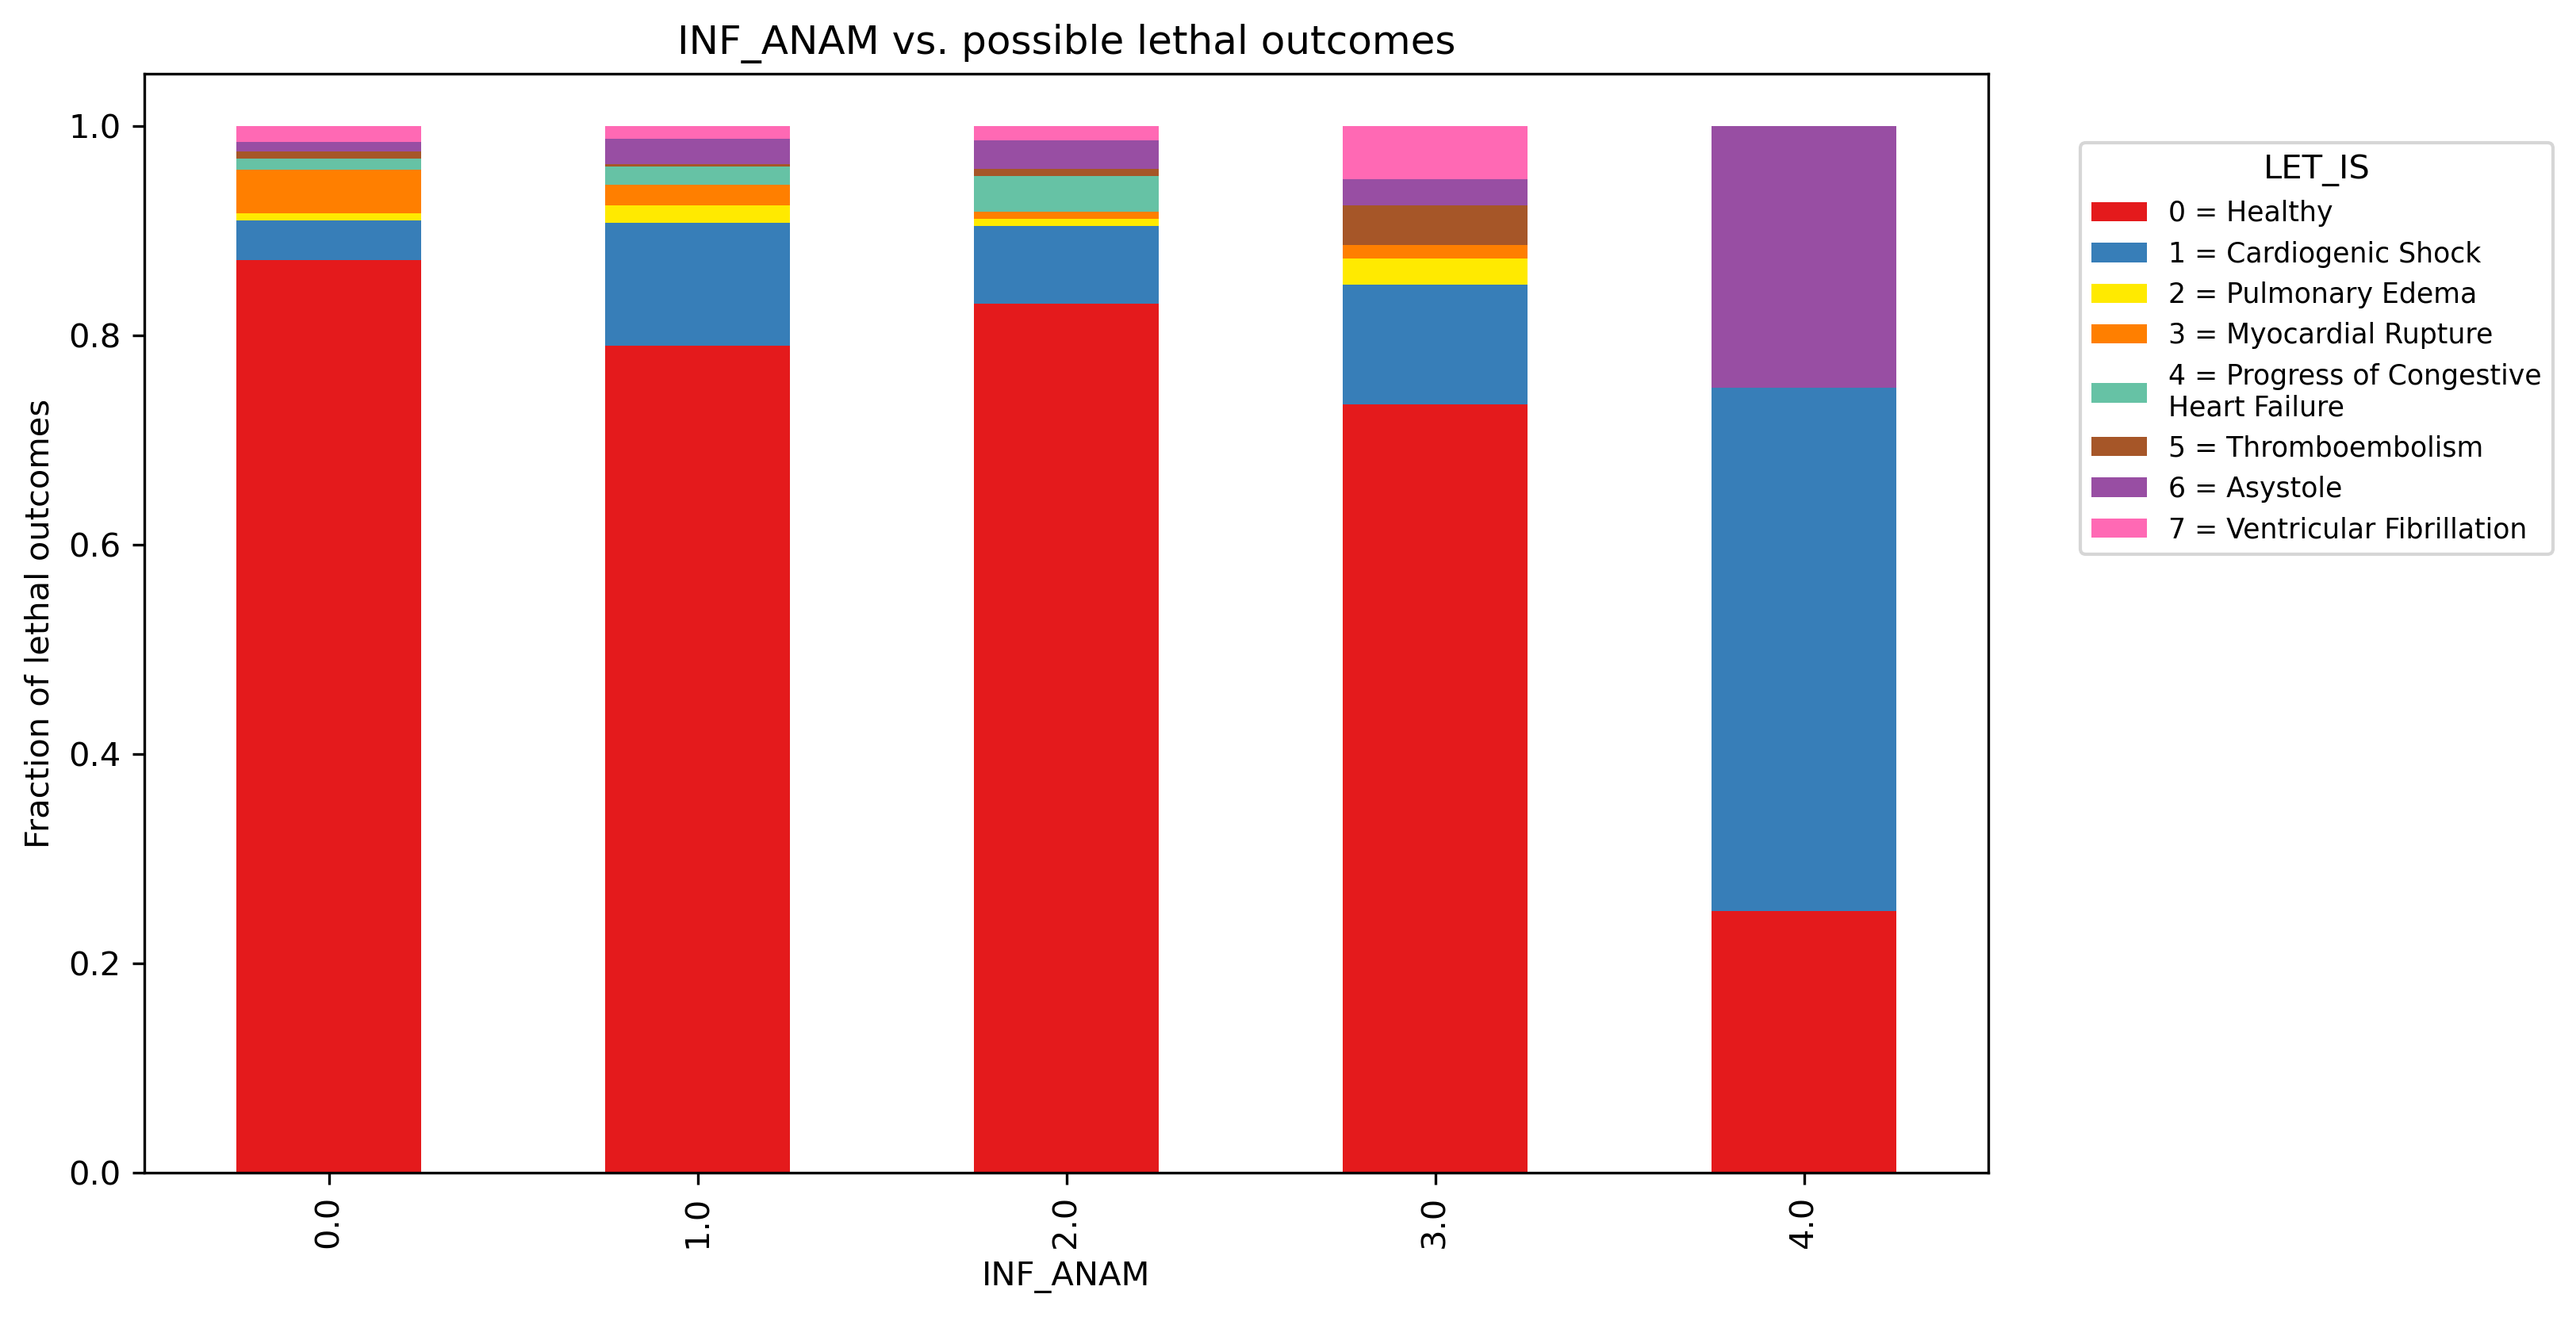 INF_ANAM vs. possible lethal outcomes
Fraction of lethal outcomes
1.0
0.8
0.6
0.4
0.2
0.0
0.0
1.0
2.0
3.0
4.0
INF_ANAM
LET_IS
0 = Healthy
1 = Cardiogenic Shock
2 = Pulmonary Edema
3 = Myocardial Rupture
4 = Progress of Congestive
Heart Failure
5 = Thromboembolism
6 = Asystole
7 = Ventricular Fibrillation